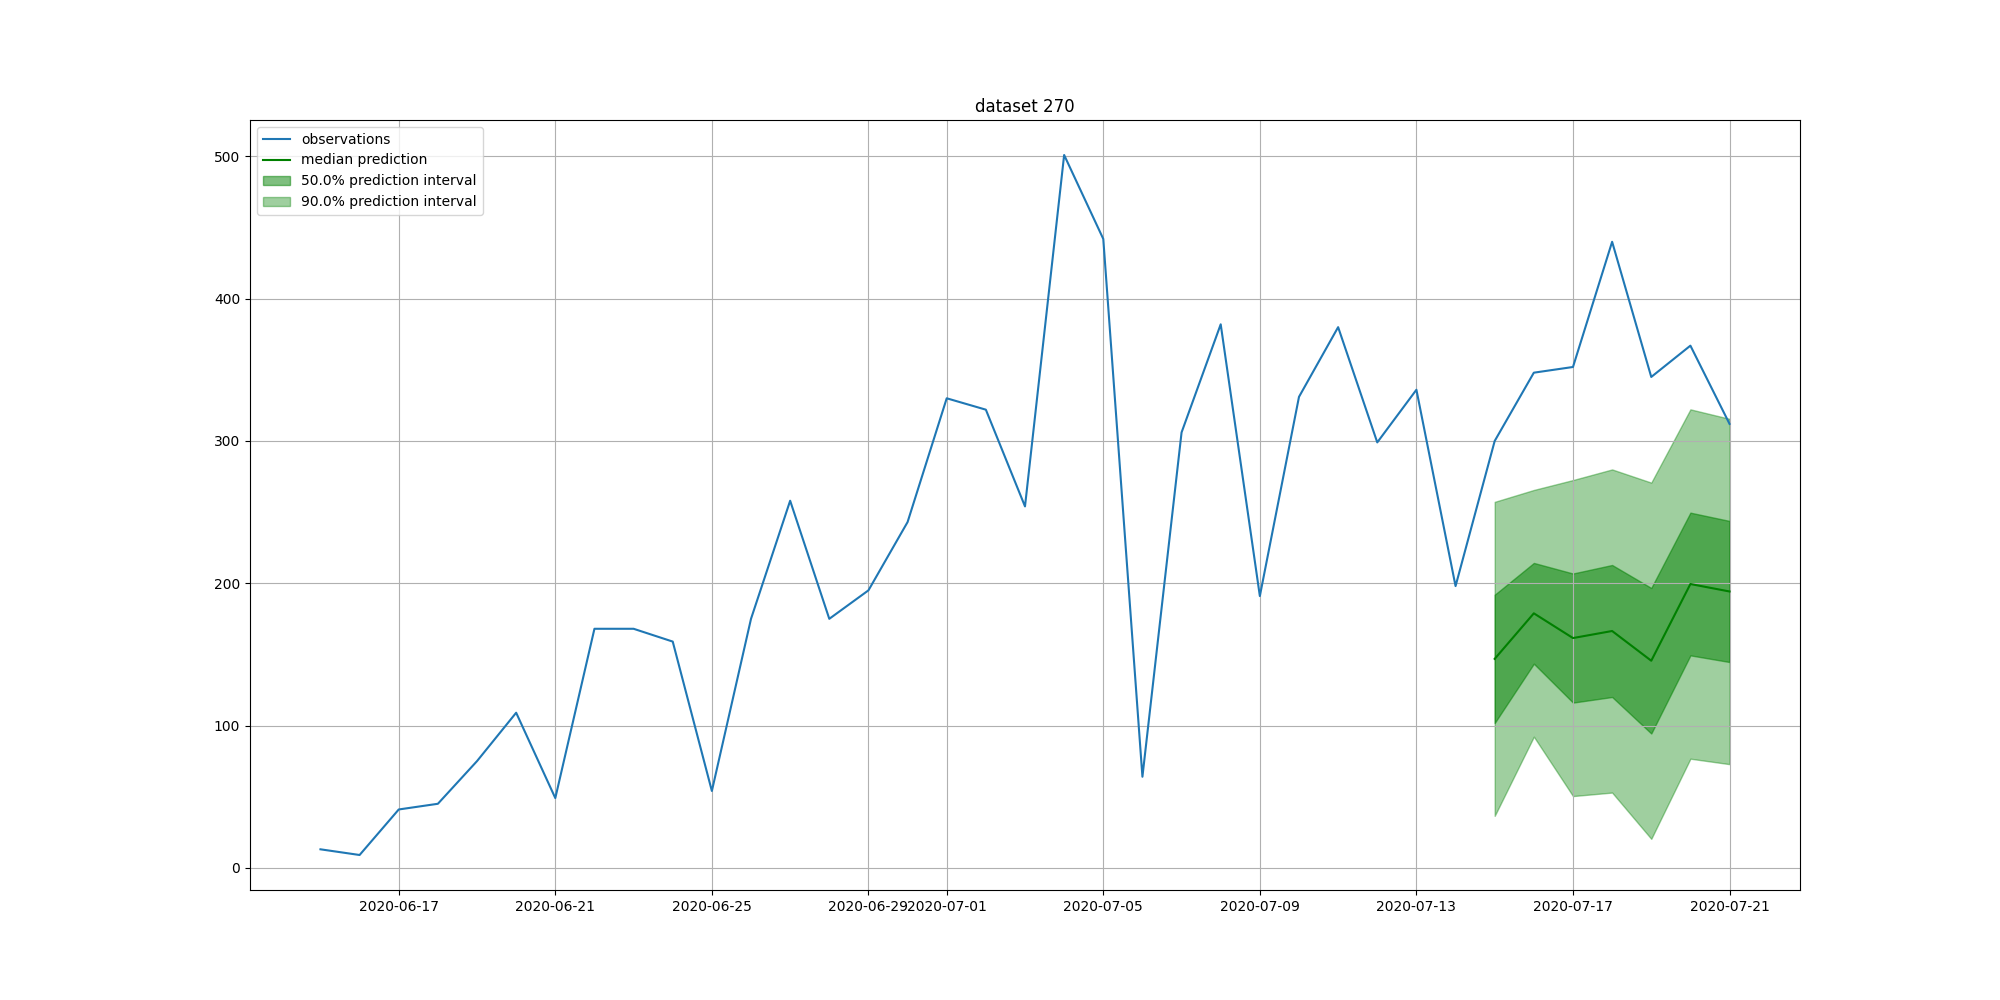 dataset 270
observations
median prediction
50.0% prediction interval
90.0% prediction interval
500
400
300
200
100
0
2020-06-17 2020-06-21 2020-06-25 2020-06-29 2020-07-01 2020-07-05 2020-07-09 2020-07-13 2020-07-17 2020-07-21